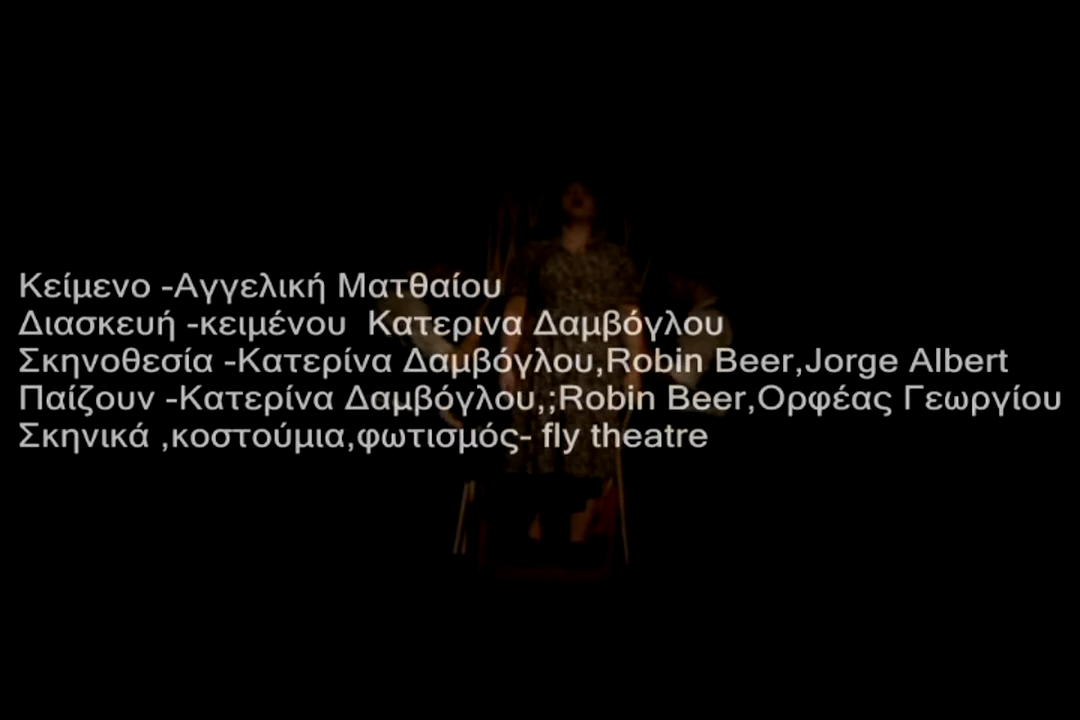 Κείμενο -Αγγελική Ματθαίου
Διασκευή -κειμένου  Κατερινα Δαμβόγλου
Σκηνοθεσία -Κατερίνα Δαμβόγλου,Robin Beer,Jorge Albert
Παίζουν -Κατερίνα Δαμβόγλου,;Robin Beer,Ορφέας Γεωργίου
Σκηνικά ,κοστούμια,φωτισμός- fly theatre